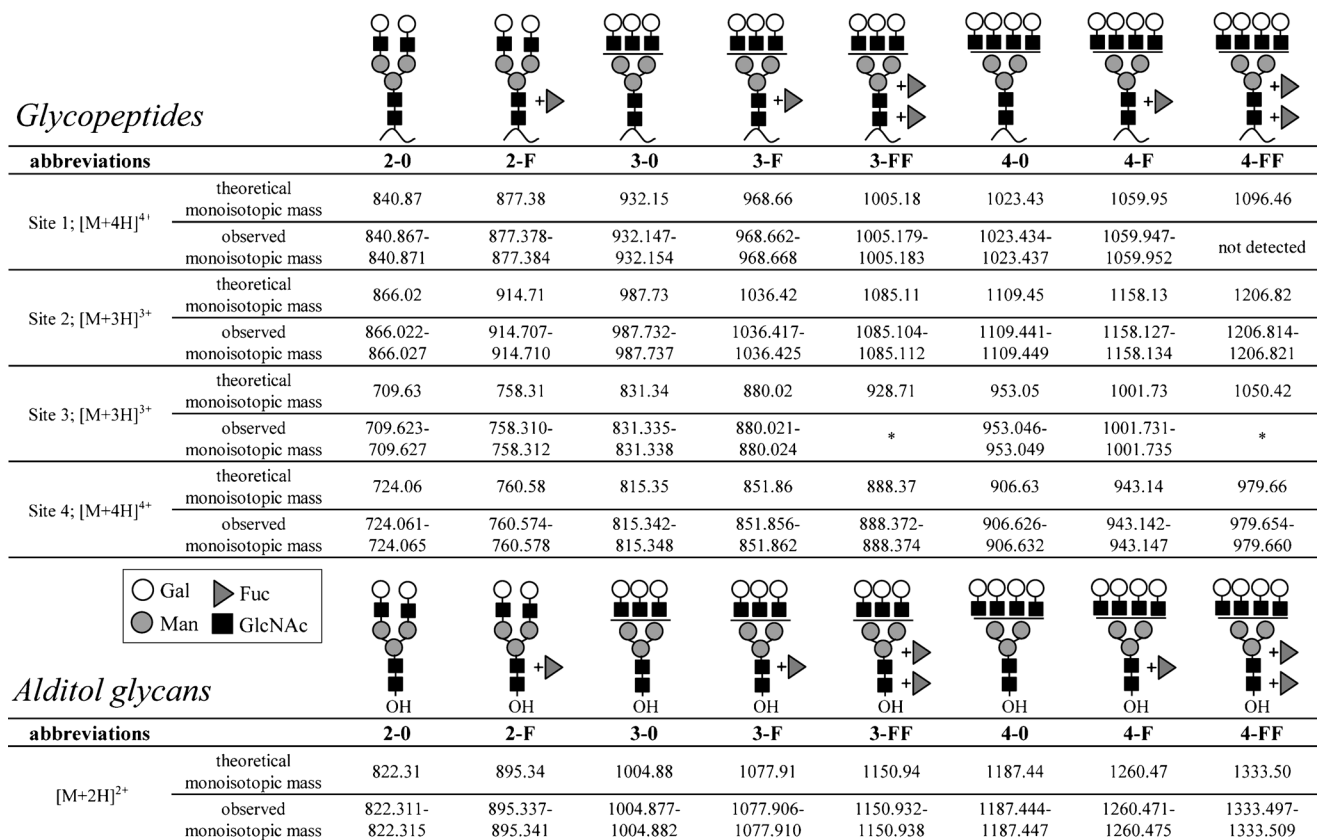 + + + + + +
Glycopeptides
abbreviations 2-0 2-F 3-0 3-F 3-FF 4-0 4-F 4-FF
theoretical
Site 1; [M+4H]4+ monoisotopic mass 840.87 877.38 932.15 968.66 1005.18 1023.43 1059.95 1096.46
observed 840.867- 877.378- 932.147- 968.662- 1005.179- 1023.434- 1059.947- not detected
monoisotopic mass 840.871 877.384 932.154 968.668 1005.183 1023.437 1059.952
theoretical
Site 2; [M+3H]3+ monoisotopic mass 866.02 914.71 987.73 1036.42 1085.11 1109.45 1158.13 1206.82
observed 866.022- 914.707- 987.732- 1036.417- 1085.104- 1109.441- 1158.127- 1206.814-
monoisotopic mass 866.027 914.710 987.737 1036.425 1085.112 1109.449 1158.134 1206.821
theoretical
Site 3; [M+3H]3+ monoisotopic mass 709.63 758.31 831.34 880.02 928.71 953.05 1001.73 1050.42
observed 709.623- 758.310- 831.335- 880.021- * 953.046- 1001.731- *
monoisotopic mass 709.627 758.312 831.338 880.024 953.049 1001.735
theoretical
Site 4; [M+4H]4+ monoisotopic mass 724.06 760.58 815.35 851.86 888.37 906.63 943.14 979.66
observed 724.061- 760.574- 815.342- 851.856- 888.372- 906.626- 943.142- 979.654-
monoisotopic mass 724.065 760.578 815.348 851.862 888.374 906.632 943.147 979.660
Gal Fuc
Man GlcNAc
+ + + + + +
Alditol glycans
OH OH OH OH OH OH OH OH
abbreviations 2-0 2-F 3-0 3-F 3-FF 4-0 4-F 4-FF
theoretical
[M+2H]2+ monoisotopic mass 822.31 895.34 1004.88 1077.91 1150.94 1187.44 1260.47 1333.50
observed 822.311- 895.337- 1004.877- 1077.906- 1150.932- 1187.444- 1260.471- 1333.497-
monoisotopic mass 822.315 895.341 1004.882 1077.910 1150.938 1187.447 1260.475 1333.509